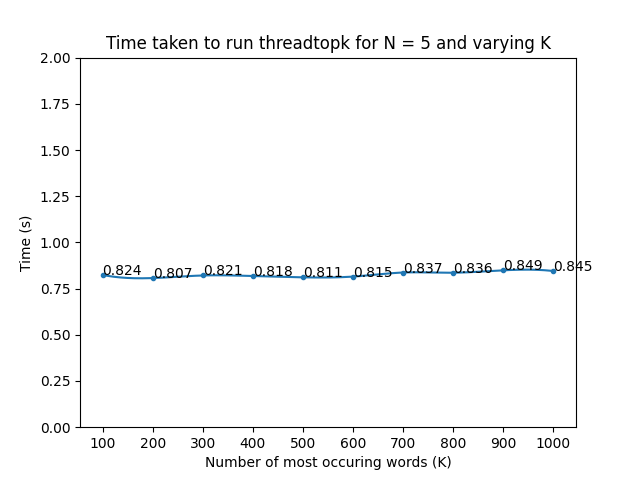 Time taken to run threadtopk for N = 5 and varying K
2.00
1.75
1.50
1.25
1.00
0.75
0.50
0.25
0.00
Time (s)
0.824 0.807 0.821 0.818 0.811 0.815 0.837 0.836 0.849 0.845
100 200 300 400 500 600 700 800 900 1000
Number of most occuring words (K)